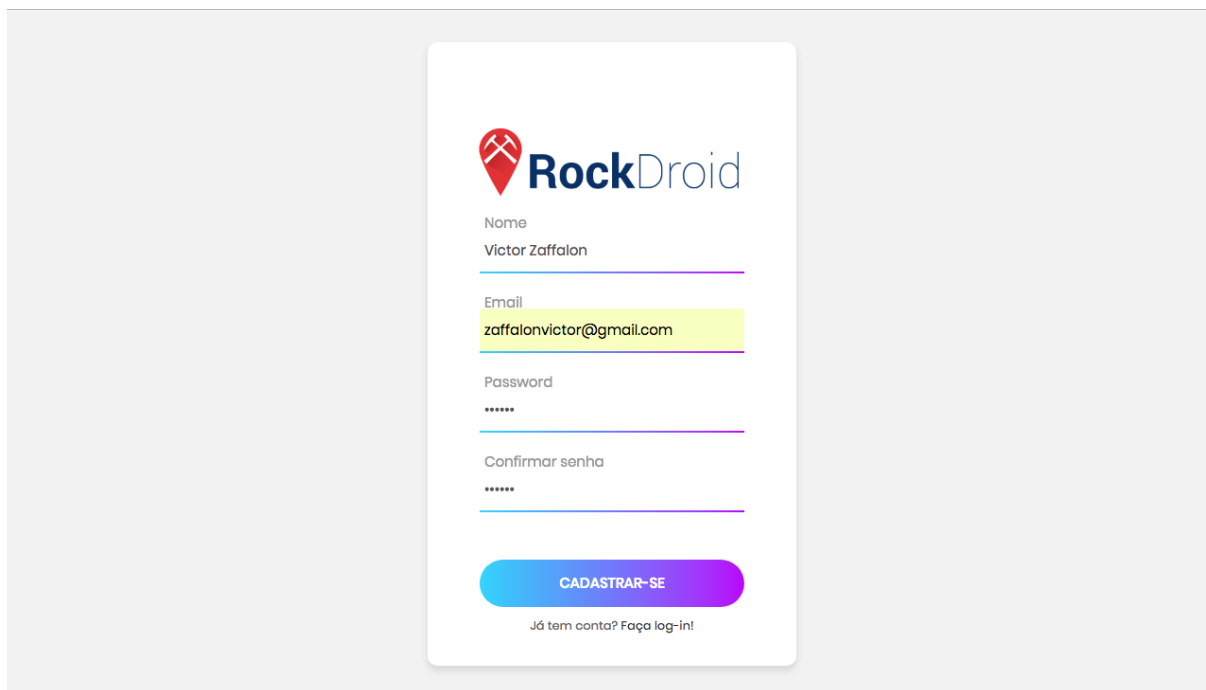 RockDroid
Nome
Victor Zaffalon
Email
zaffalonvictor@gmail.com
Password
••••••
Confirmar senha
••••••
CADASTRAR-SE
Já tem conta? Faça log-in!